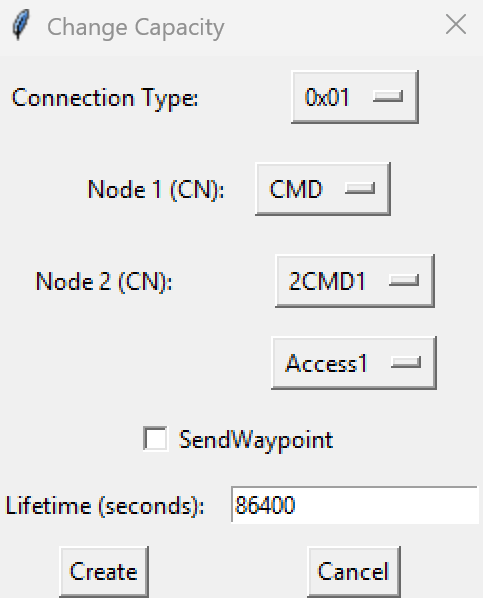 Change Capacity
Connection Type: 0x01
Node 1 (CN): CMD
Node 2 (CN): 2CMD1
Access1
SendWaypoint
Lifetime (seconds): 86400
Create Cancel